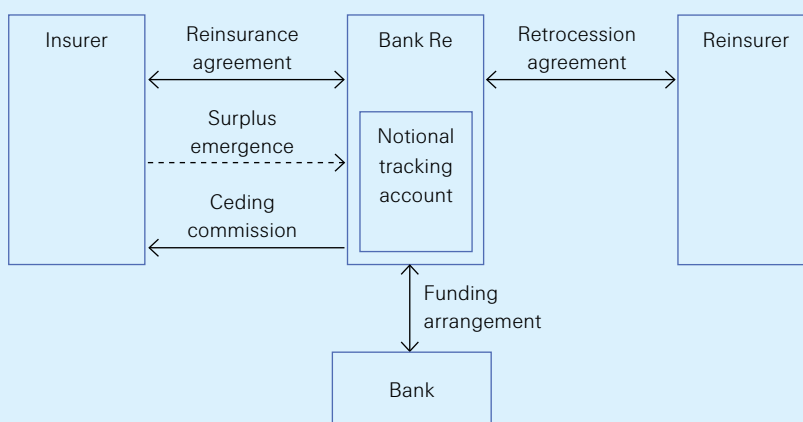 Insurer
Reinsurance
agreement
Bank Re
Retrocession
agreement
Reinsurer
Surplus
emergence
Notional
tracking
account
Ceding
commission
Funding
arrangement
Bank